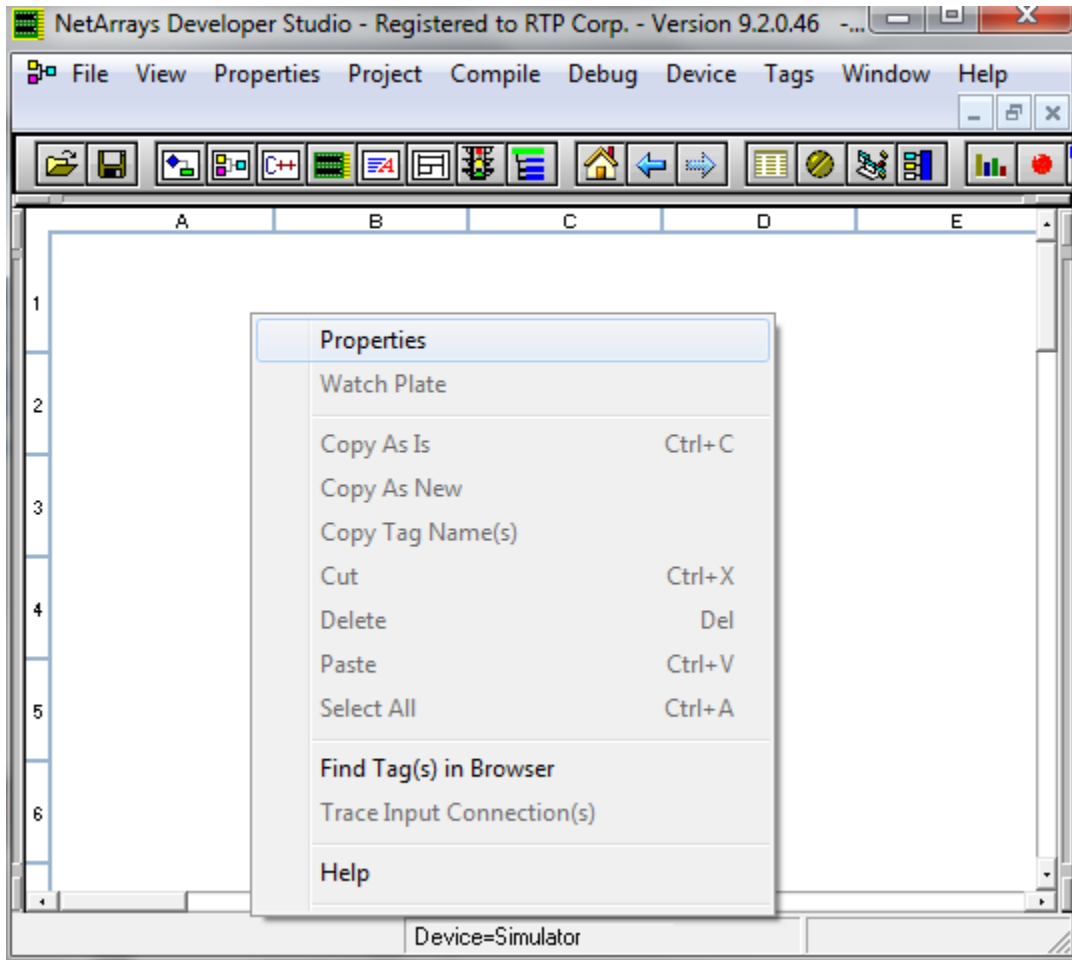 NetArrays Developer Studio - Registered to RTP Corp. - Version 9.2.0.46 -...
File View Properties Project Compile Debug Device Tags Window Help
C++ A
A B C D E
1
2
3
4
5
6
Properties
Watch Plate
Copy As Is Ctrl+C
Copy As New
Copy Tag Name(s)
Cut Ctrl+X
Delete Del
Paste Ctrl+V
Select All Ctrl+A
Find Tag(s) in Browser
Trace Input Connection(s)
Help
Device=Simulator